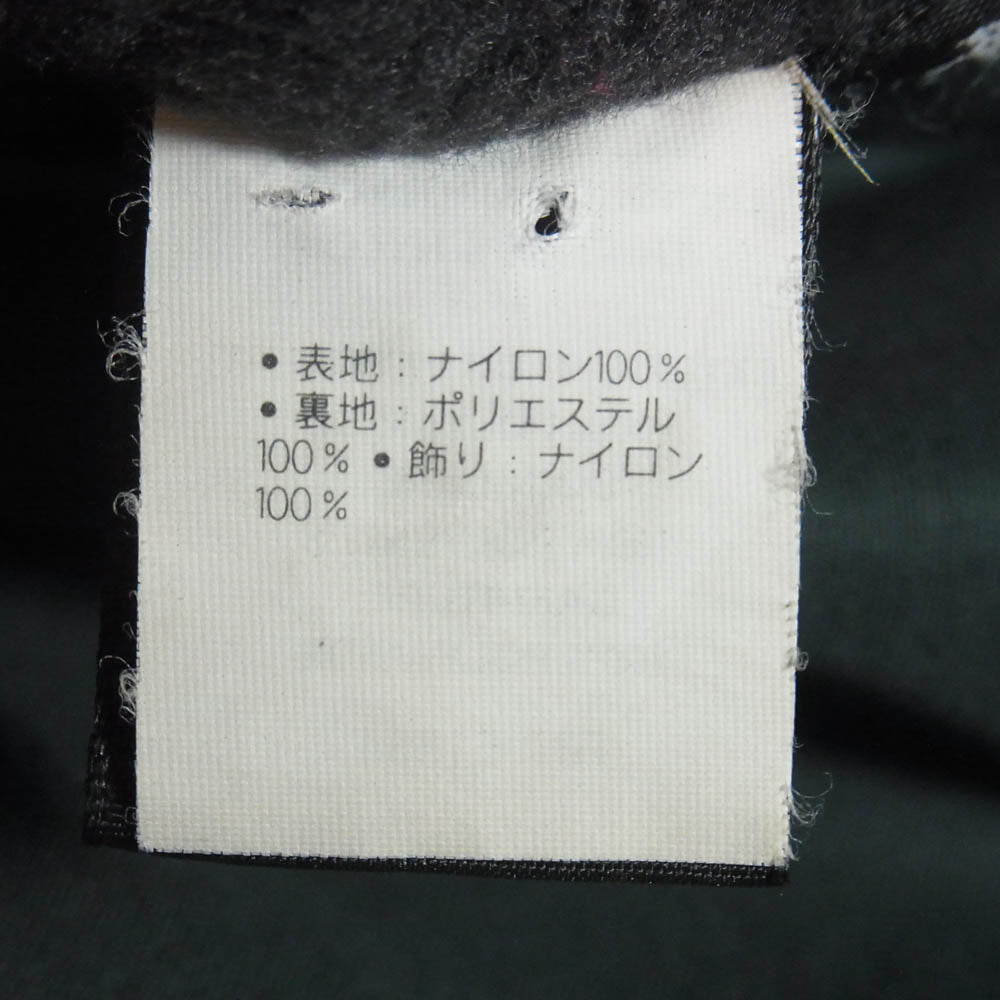 • 表地 : ナイロン100%
• 裏地 : ポリエステル
100% • 飾り : ナイロン
100%